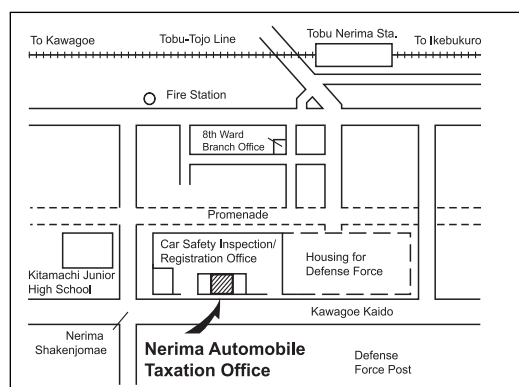 To Kawagoe
Tobu-Tojo Line
Tobu Nerima Sta.
To Ikebukuro
Fire Station
8th Ward
Branch Office
Promenade
Car Safety Inspection/
Registration Office
Housing for
Defense Force
Kitamachi Junior
High School
Kawagoe Kaido
Nerima
Shakenjomae
Nerima Automobile
Taxation Office
Defense
Force Post